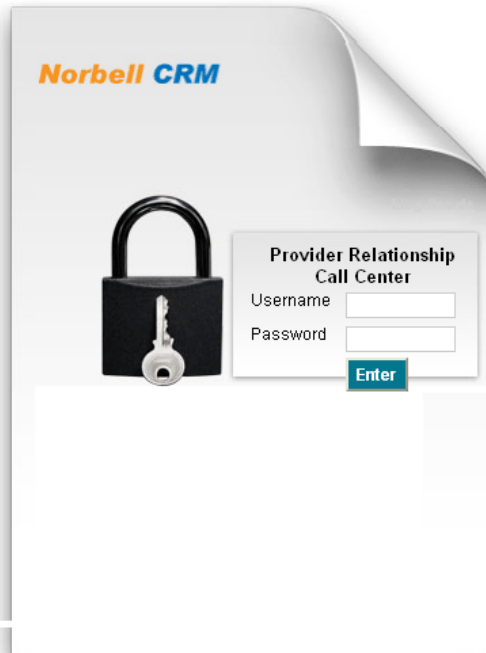 Norbell CRM
Provider Relationship
Call Center
Username
Password
Enter